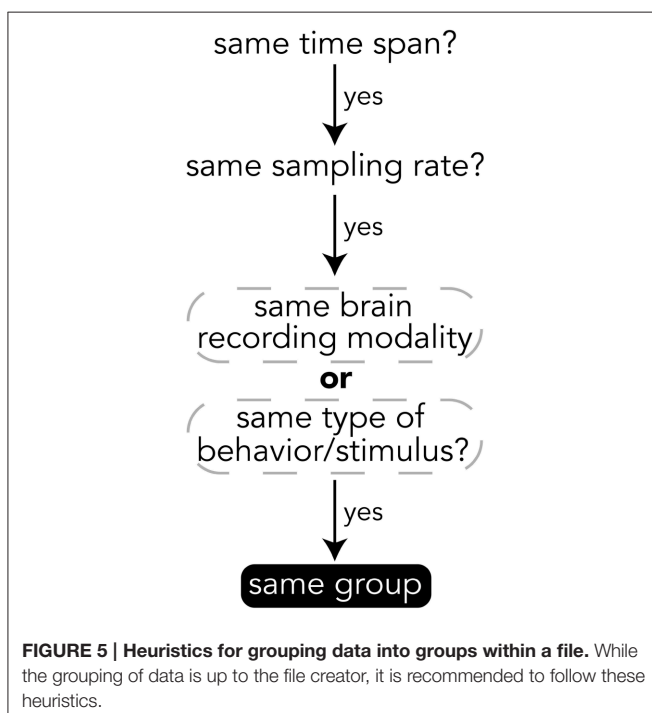 same time span?
yes
same sampling rate?
yes
same brain
recording modality
or
same type of
behavior/stimulus?
yes
same group
FIGURE 5 | Heuristics for grouping data into groups within a file. While
the grouping of data is up to the file creator, it is recommended to follow these
heuristics.